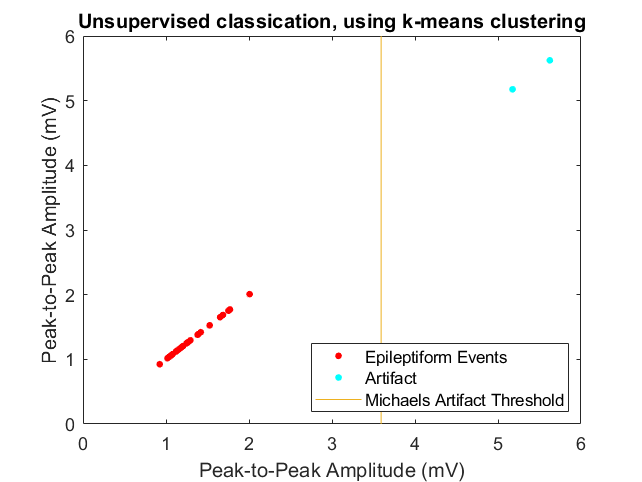 Unsupervised classication, using k-means clustering
Peak-to-Peak Amplitude (mV)
6
5
4
3
2
1
0
Epileptiform Events
Artifact
Michaels Artifact Threshold
0 1 2 3 4 5 6
Peak-to-Peak Amplitude (mV)